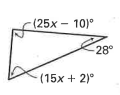 (25x − 10)°
28°
(15x + 2)°